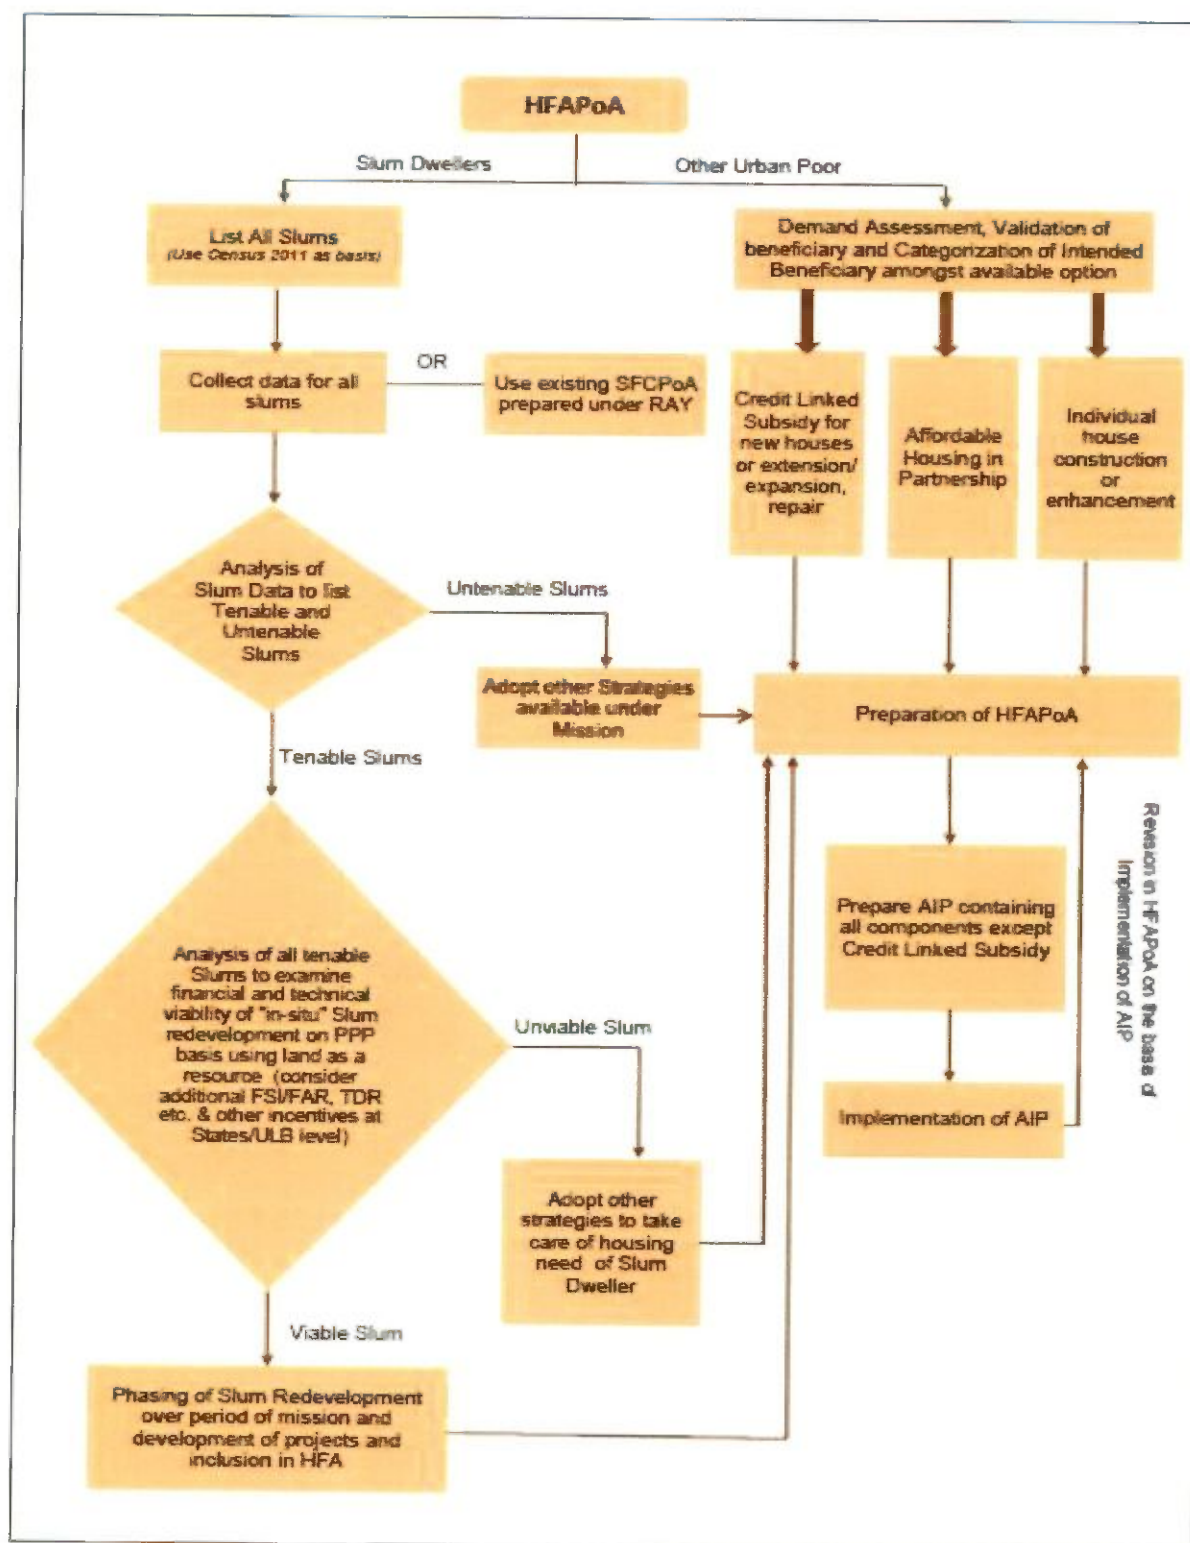 HFAPoA
Slum Dwellers
Other Urban Poor
List All Slums
(Use Census 2011 as basis)
Demand Assessment, Validation of
beneficiary and Categorization of Intended
Beneficiary amongst available option
Collect data for all
slums
OR
Use existing SFCPoA
prepared under RAY
Credit Linked
Subsidy for
new houses
or extension/
expansion,
repair
Affordable
Housing in
Partnership
Individual
house
construction
or
enhancement
Analysis of
Slum Data to list
Tenable and
Untenable
Slums
Untenable Slums
Adopt other Strategies
available under
Mission
Preparation of HFAPoA
Tenable Slums
Analysis of all tenable
Slums to examine
financial and technical
viability of "in-situ" Slum
redevelopment on PPP
basis using land as a
resource (consider
additional FSI/FAR, TDR
etc. & other incentives at
States/ULB level)
Unviable Slum
Prepare AIP containing
all components except
Credit Linked Subsidy
Revision in HFAPoA on the basis of
Implementation of AIP
Implementation of AIP
Adopt other
strategies to take
care of housing
need of Slum
Dweller
Viable Slum
Phasing of Slum Redevelopment
over period of mission and
development of projects and
inclusion in HFA